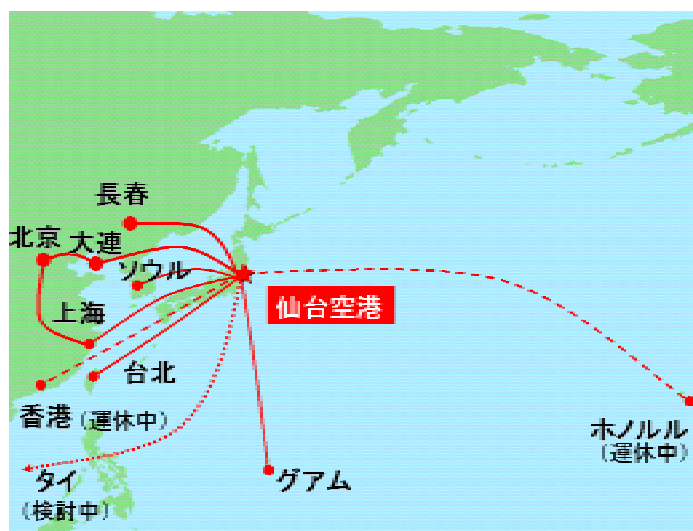 長春
北京
大連
ソウル
仙台空港
上海
台北
香港(運休中)
ホノルル
(運休中)
タイ
(検討中)
グアム